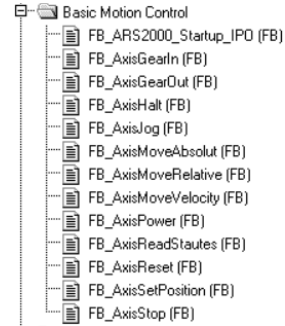 Basic Motion Control
FB_ARS2000_Startup_IPO (FB)
FB_AxisGearIn (FB)
FB_AxisGearOut (FB)
FB_AxisHalt (FB)
FB_AxisJog (FB)
FB_AxisMoveAbsolut (FB)
FB_AxisMoveRelative (FB)
FB_AxisMoveVelocity (FB)
FB_AxisPower (FB)
FB_AxisReadStautes (FB)
FB_AxisReset (FB)
FB_AxisSetPosition (FB)
FB_AxisStop (FB)